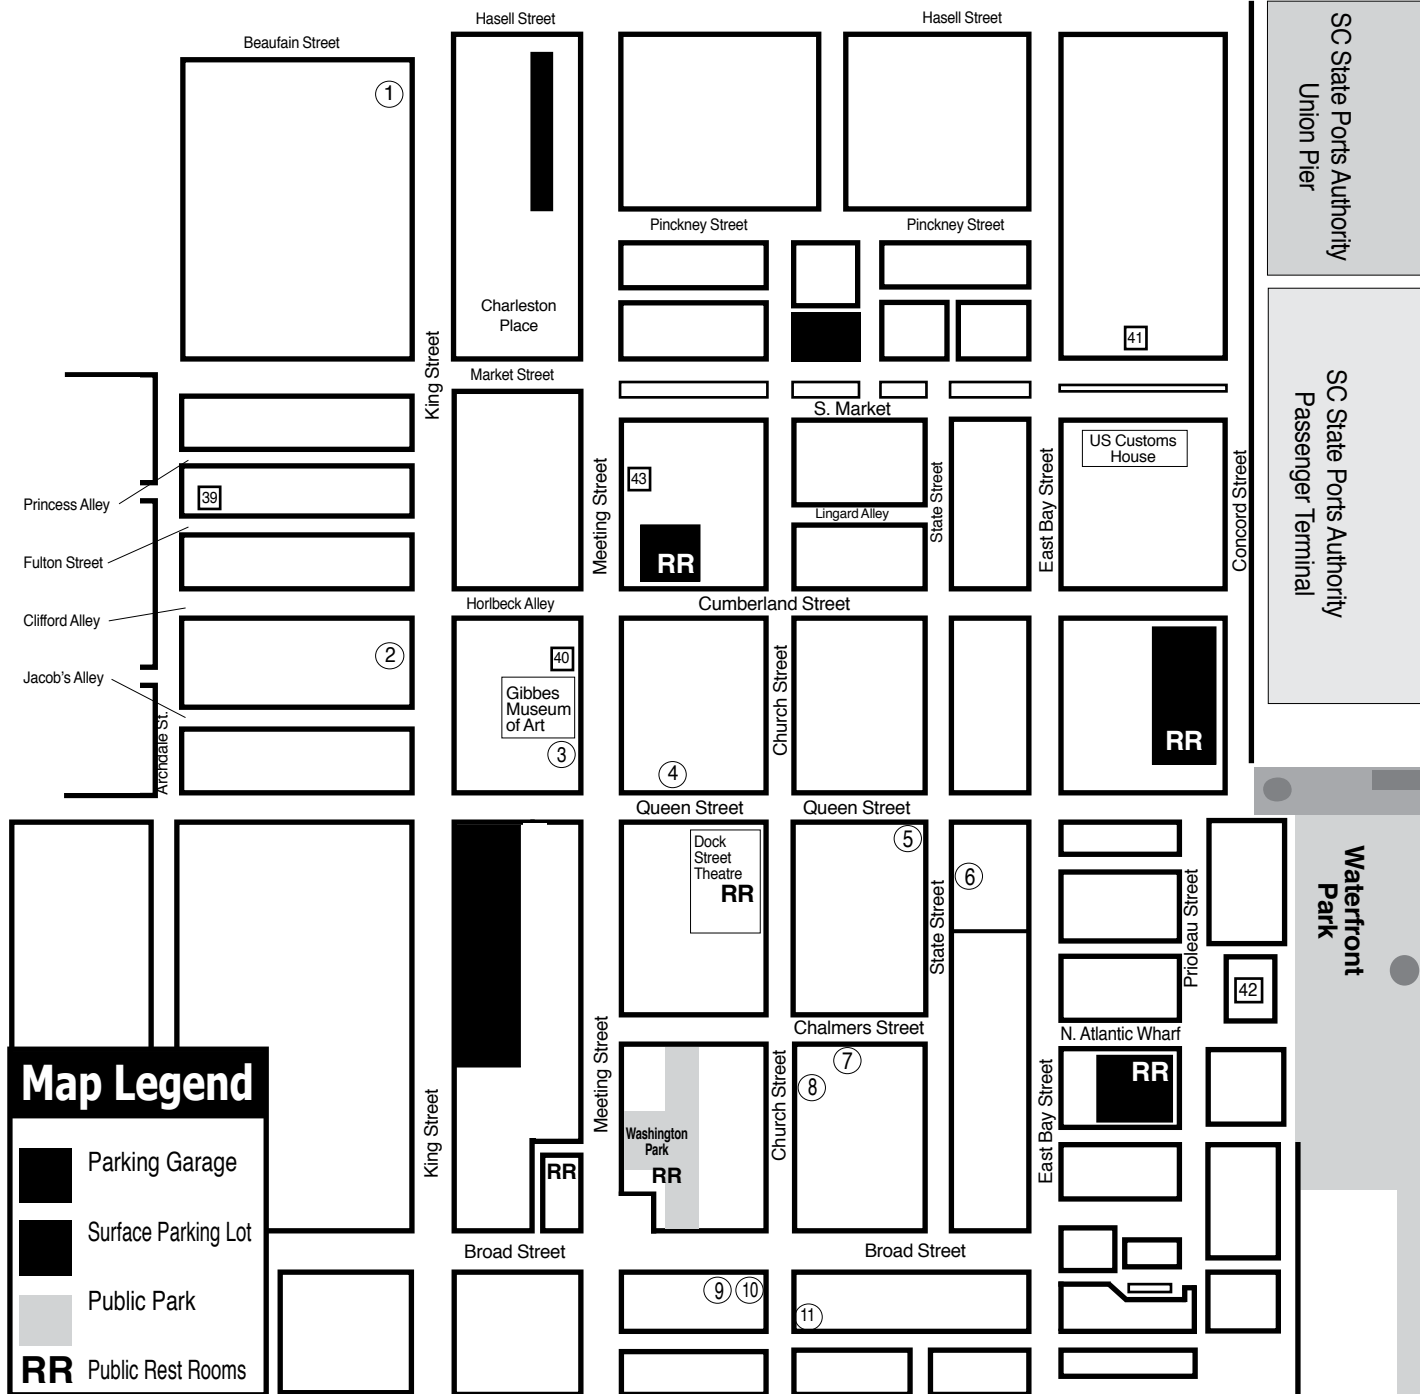 Hasell Street
Hasell Street
Beaufain Street
SC State Ports Authority
Union Pier
1
Pinckney Street
Pinckney Street
Charleston
Place
King Street
41
Market Street
S. Market
SC State Ports Authority
Passenger Terminal
US Customs
House
Meeting Street
43
State Street
East Bay Street
Concord Street
Princess Alley
39
Lingard Alley
Fulton Street
RR
Horlbeck Alley
Cumberland Street
Clifford Alley
2
40
Church Street
Jacob's Alley
Gibbes
Museum
of Art
Archdale St.
3
4
RR
Queen Street
Queen Street
Dock
Street
Theatre
RR
5
6
State Street
Prioleau Street
Waterfront
Park
42
Chalmers Street
N. Atlantic Wharf
Meeting Street
Church Street
7
8
East Bay Street
RR
Map Legend
King Street
Washington
Park
RR
RR
Parking Garage
Surface Parking Lot
Broad Street
Broad Street
Public Park
9
10
11
RR Public Rest Rooms